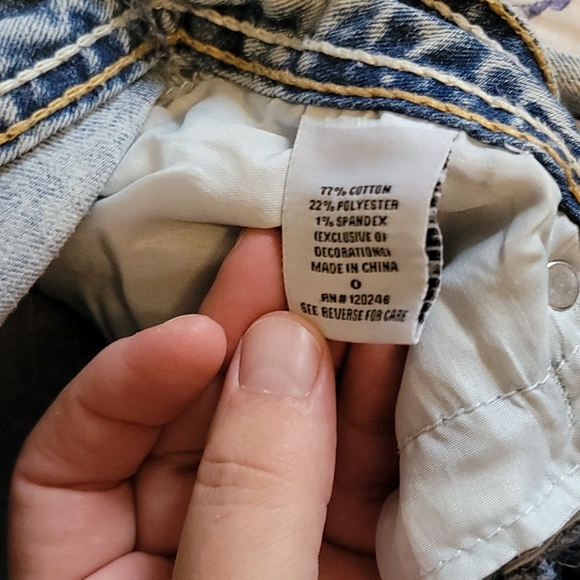 77% COTTON
22% POLYESTER
1% SPANDEX
(EXCLUSIVE OF
DECORATIONS)
MADE IN CHINA
0
RN# 120246
SEE REVERSE FOR CARE